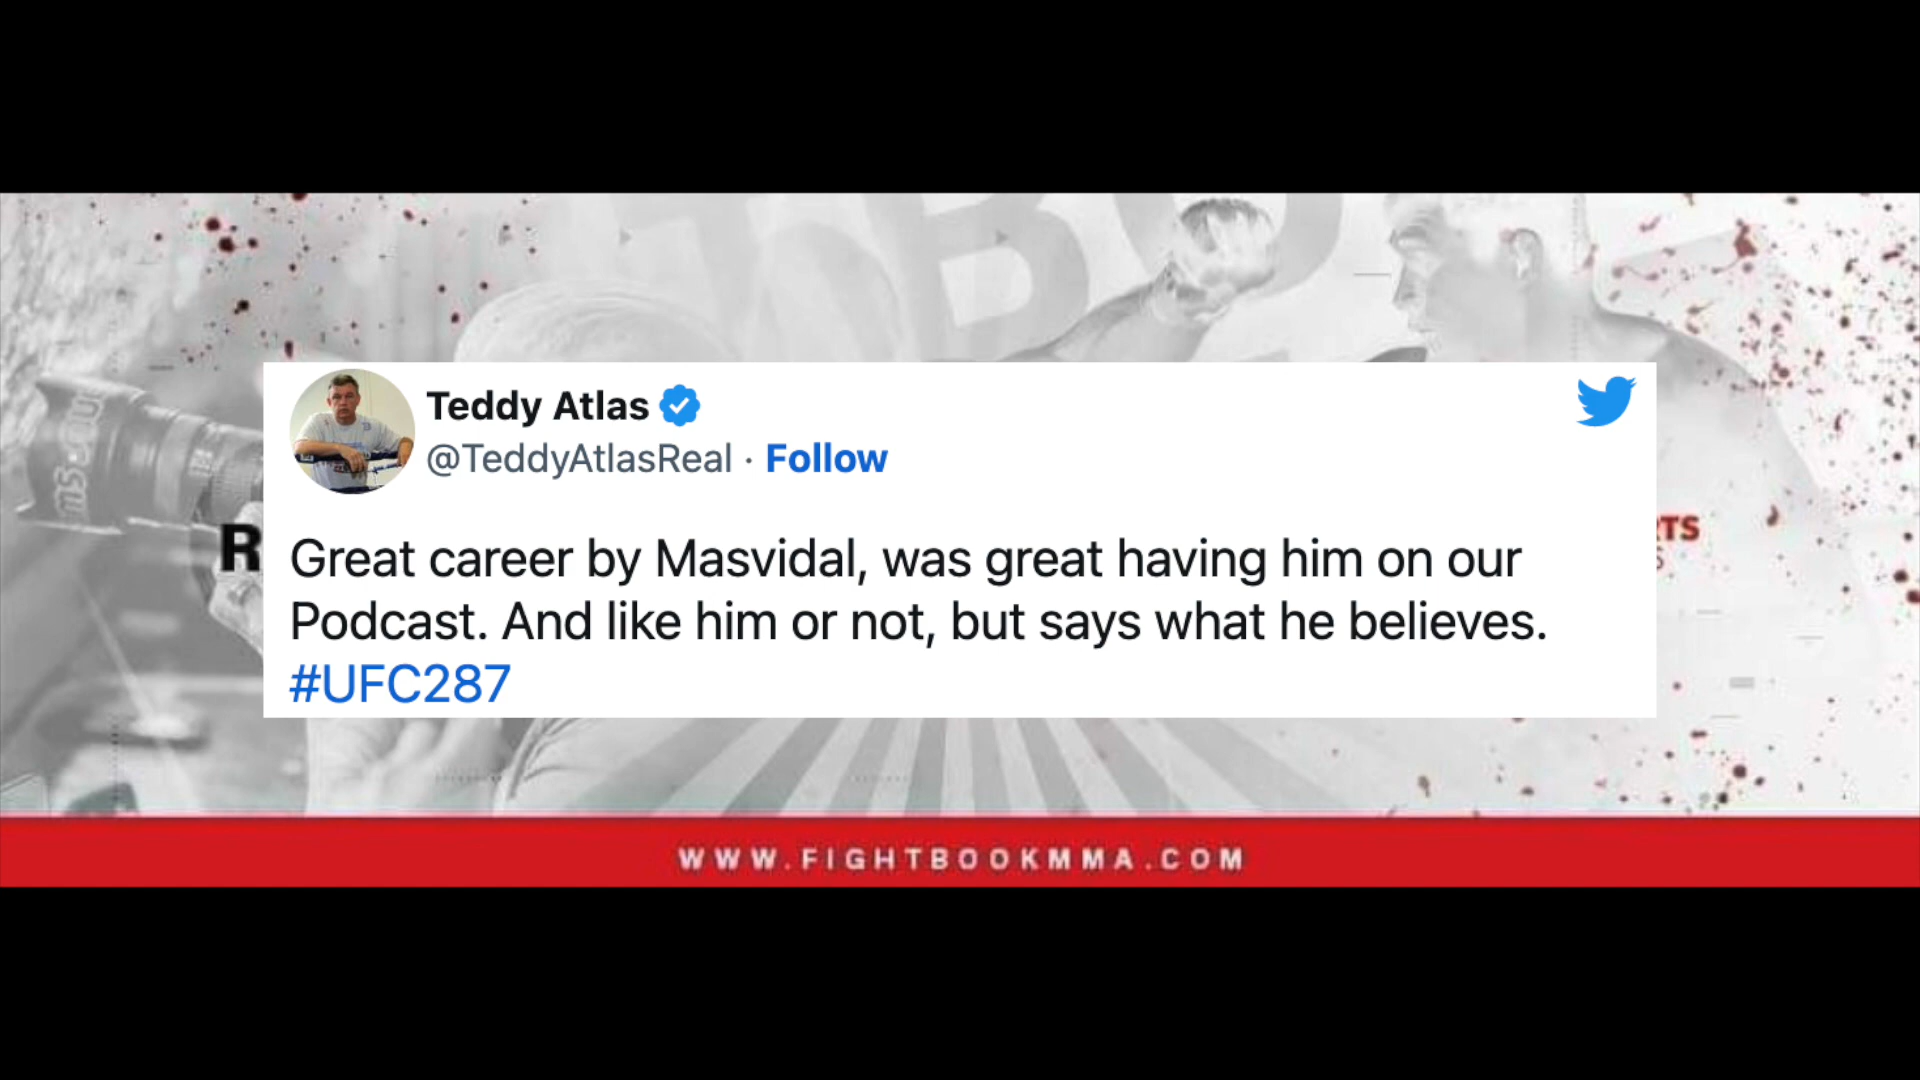 Teddy Atlas
@TeddyAtlasReal · Follow
Great career by Masvidal, was great having him on our
Podcast. And like him or not, but says what he believes.
#UFC287
R
TS
WWW.FIGHTBOOKMMA.COM